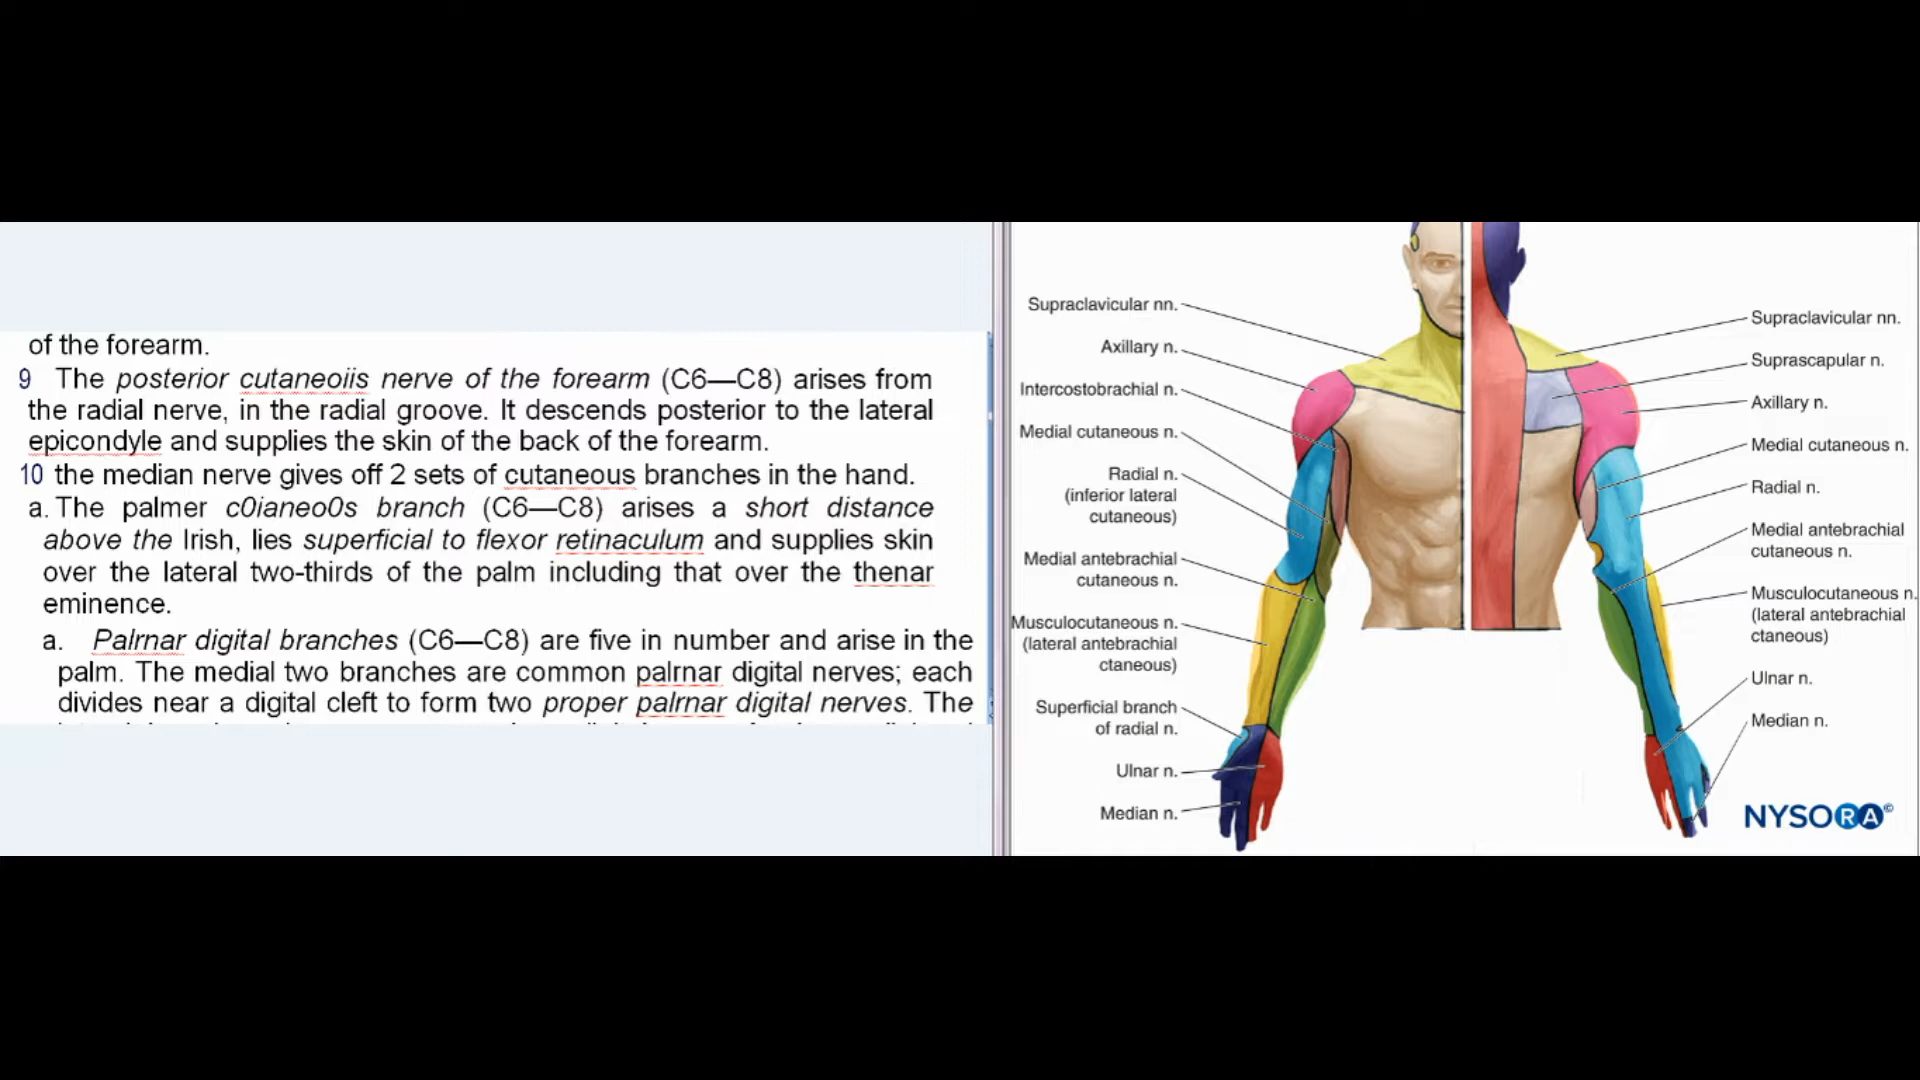 of the forearm.
9 The posterior cutaneoiis nerve of the forearm (C6—C8) arises from
the radial nerve, in the radial groove. It descends posterior to the lateral
epicondyle and supplies the skin of the back of the forearm.
10 the median nerve gives off 2 sets of cutaneous branches in the hand.
a. The palmer c0ianeo0s branch (C6—C8) arises a short distance
above the Irish, lies superficial to flexor retinaculum and supplies skin
over the lateral two-thirds of the palm including that over the thenar
eminence.
a. Palrnar digital branches (C6—C8) are five in number and arise in the
palm. The medial two branches are common palrnar digital nerves; each
divides near a digital cleft to form two proper palrnar digital nerves. The
Supraclavicular nn.
Axillary n.
Intercostobrachial n.
Medial cutaneous n.
Radial n.
(inferior lateral
cutaneous)
Medial antebrachial
cutaneous n.
Musculocutaneous n.
(lateral antebrachial
ctaneous)
Superficial branch
of radial n.
Ulnar n.
Median n.
Supraclavicular nn.
Suprascapular n.
Axillary n.
Medial cutaneous n.
Radial n.
Medial antebrachial
cutaneous n.
Musculocutaneous n.
(lateral antebrachial
ctaneous)
Ulnar n.
Median n.
NYSORA©